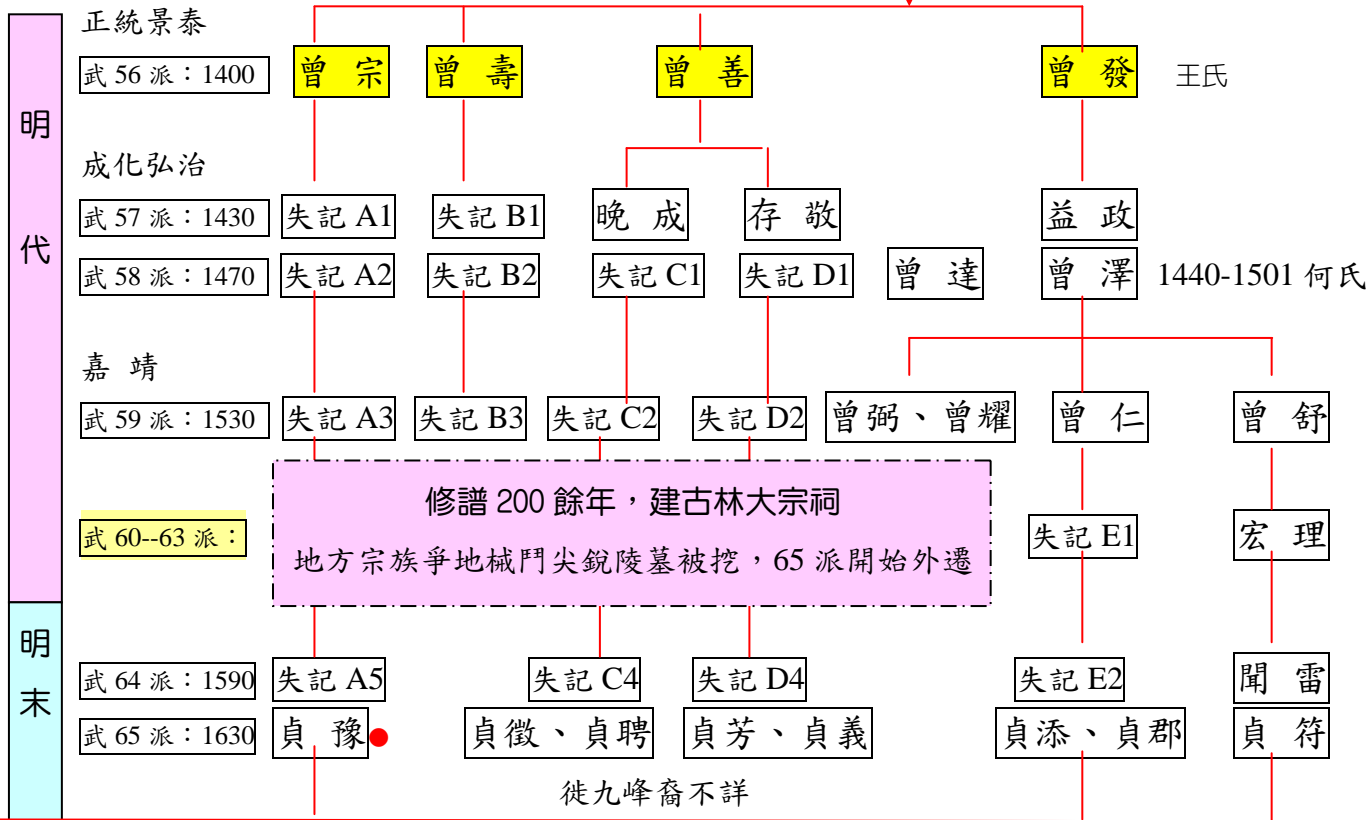 正統景泰
武 56 派：1400 曾 宗 曾 壽 曾 善 曾 發 王氏
明代
成化弘治
武 57 派：1430 失記 A1 失記 B1 晚 成 存 敬 益 政
武 58 派：1470 失記 A2 失記 B2 失記 C1 失記 D1 曾 達 曾 澤 1440-1501 何氏
嘉 靖
武 59 派：1530 失記 A3 失記 B3 失記 C2 失記 D2 曾弼、曾耀 曾 仁 曾 舒
修譜 200 餘年，建古林大宗祠
武 60--63 派： 失記 E1 宏 理
地方宗族爭地械鬥尖銳陵墓被挖，65 派開始外遷
明末
武 64 派：1590 失記 A5 失記 C4 失記 D4 失記 E2 聞 雷
武 65 派：1630 貞 豫 貞徵、貞聘 貞芳、貞義 貞添、貞郡 貞 符
徙九峰裔不詳